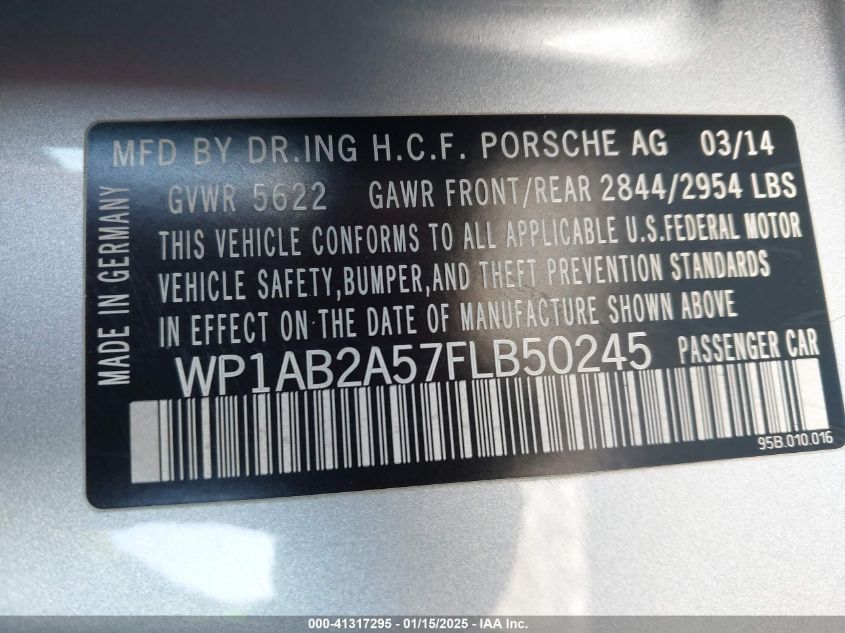 MFD BY DR.ING H.C.F. PORSCHE AG 03/14
GVWR 5622 GAWR FRONT/REAR 2844/2954 LBS
THIS VEHICLE CONFORMS TO ALL APPLICABLE U.S.FEDERAL MOTOR
VEHICLE SAFETY,BUMPER,AND THEFT PREVENTION STANDARDS
IN EFFECT ON THE DATE OF MANUFACTURE SHOWN ABOVE
WP1AB2A57FLB50245 PASSENGER CAR
MADE IN GERMANY
95B.010.016
000-41317295 - 01/15/2025 - IAA Inc.